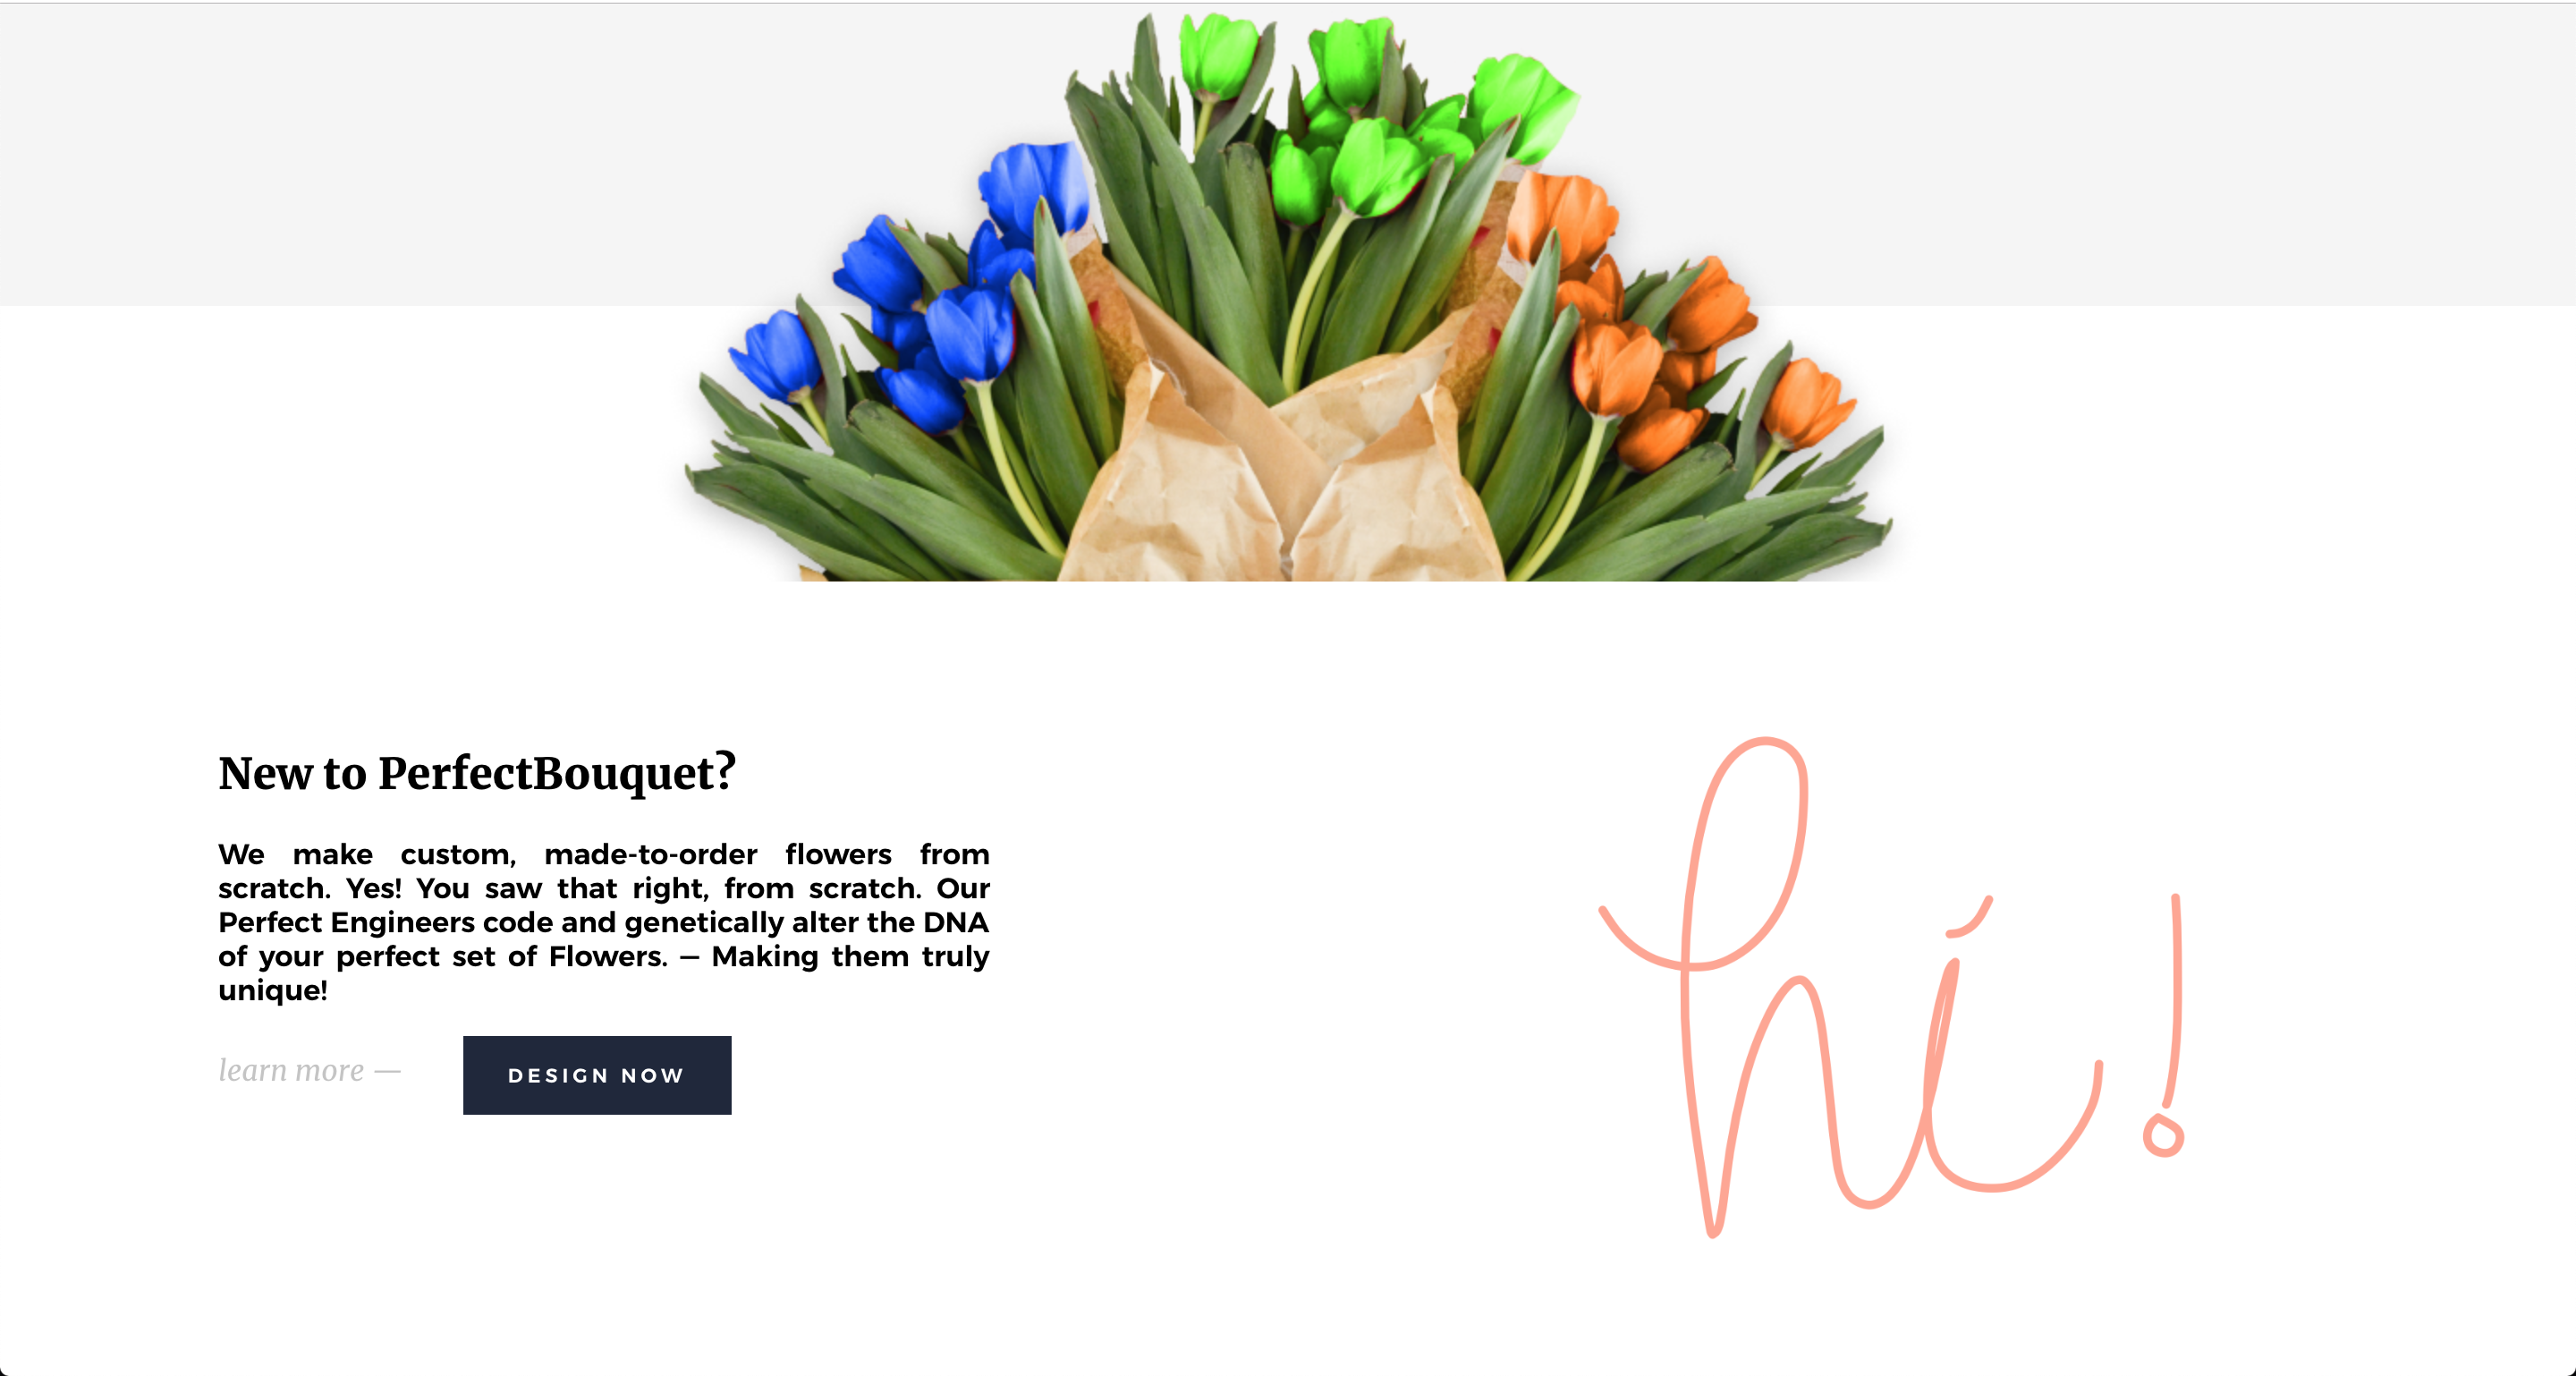 New to PerfectBouquet?
We make custom, made-to-order flowers from
scratch. Yes! You saw that right, from scratch. Our
Perfect Engineers code and genetically alter the DNA
of your perfect set of Flowers. — Making them truly
unique!
learn more —
DESIGN NOW
hi!